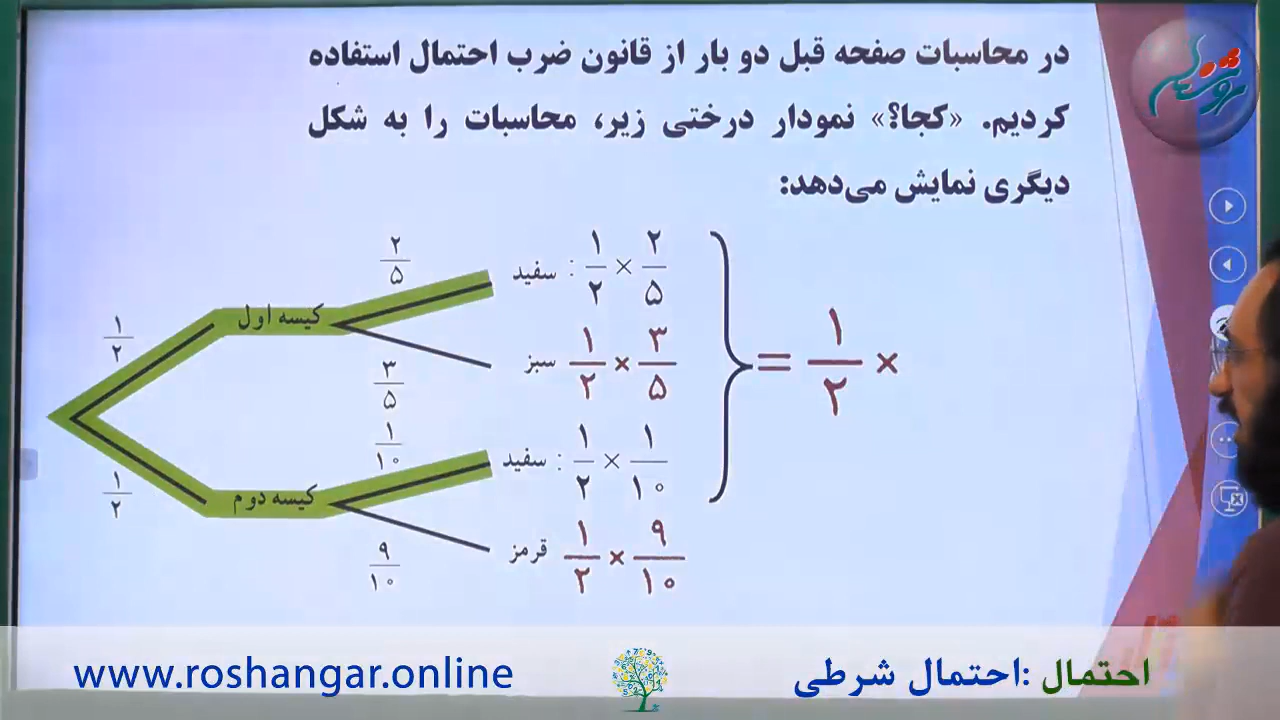 در محاسبات صفحه قبل دو بار از قانون ضرب احتمال استفاده
کردیم. «کجا؟» نمودار درختی زیر، محاسبات را به شکل
دیگری نمایش می‌دهد:
۱/۲
کیسه اول
۲/۵
سفید : ۱/۲ × ۲/۵
۳/۵
سبز ۱/۲ × ۳/۵
= ۱/۲ ×
۱/۲
کیسه دوم
۱/۱۰
سفید : ۱/۲ × ۱/۱۰
۹/۱۰
قرمز ۱/۲ × ۹/۱۰
احتمال: احتمال شرطی
www.roshangar.online